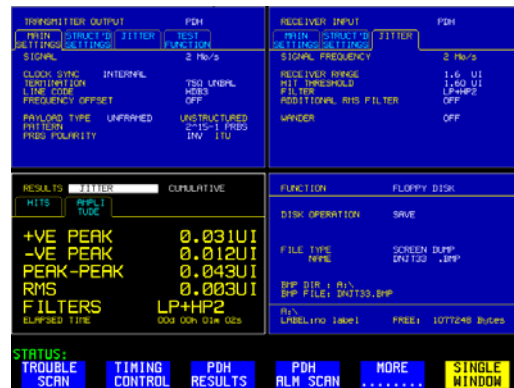 TRANSMITTER OUTPUT PDH
MAIN SETTINGS STRUCT'D SETTINGS JITTER TEST FUNCTION
SIGNAL 2 Mb/s
CLOCK SYNC INTERNAL
TERMINATION 75Ω UNBAL
LINE CODE HDB3
FREQUENCY OFFSET OFF
PAYLOAD TYPE UNFRAMED UNSTRUCTURED
PATTERN 2^15-1 PRBS
PRBS POLARITY INV ITU
RECEIVER INPUT PDH
MAIN SETTINGS STRUCT'D SETTINGS JITTER
SIGNAL FREQUENCY 2 Mb/s
RECEIVER RANGE 1.6 UI
HIT THRESHOLD 1.60 UI
FILTER LP+HP2
ADDITIONAL RMS FILTER OFF
WANDER OFF
RESULTS JITTER CUMULATIVE
HITS AMPLI TUDE
+VE PEAK 0.031UI
-VE PEAK 0.012UI
PEAK-PEAK 0.043UI
RMS 0.003UI
FILTERS LP+HP2
ELAPSED TIME 00d 00h 01m 02s
FUNCTION FLOPPY DISK
DISK OPERATION SAVE
FILE TYPE SCREEN DUMP
NAME DNJT33 .BMP
BMP DIR : A:\
BMP FILE: DNJT33.BMP
A:\
LABEL:no label FREE: 1077248 Bytes
STATUS:
TROUBLE SCAN TIMING CONTROL PDH RESULTS PDH ALM SCAN MORE ........ SINGLE WINDOW